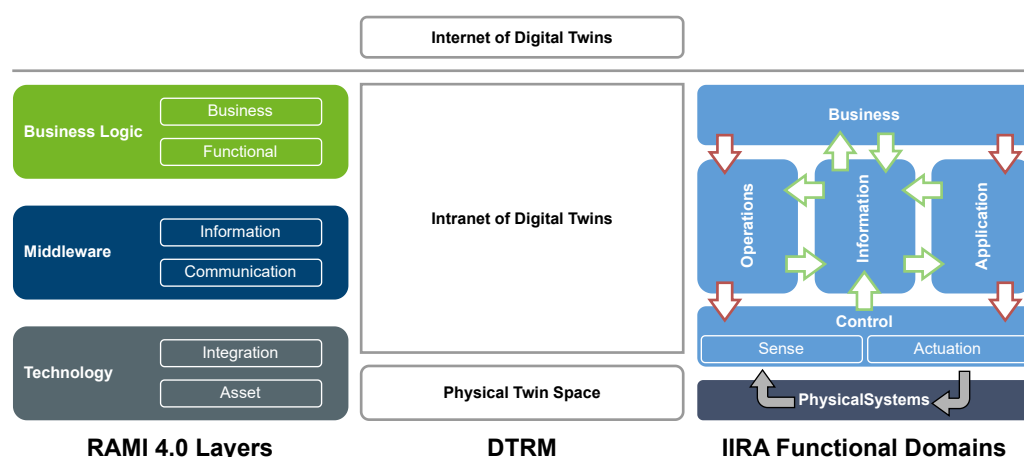 Internet of Digital Twins
Business Logic
Business
Functional
Middleware
Information
Communication
Technology
Integration
Asset
RAMI 4.0 Layers
Intranet of Digital Twins
Physical Twin Space
DTRM
Business
Operations
Information
Application
Control
Sense
Actuation
PhysicalSystems
IIRA Functional Domains